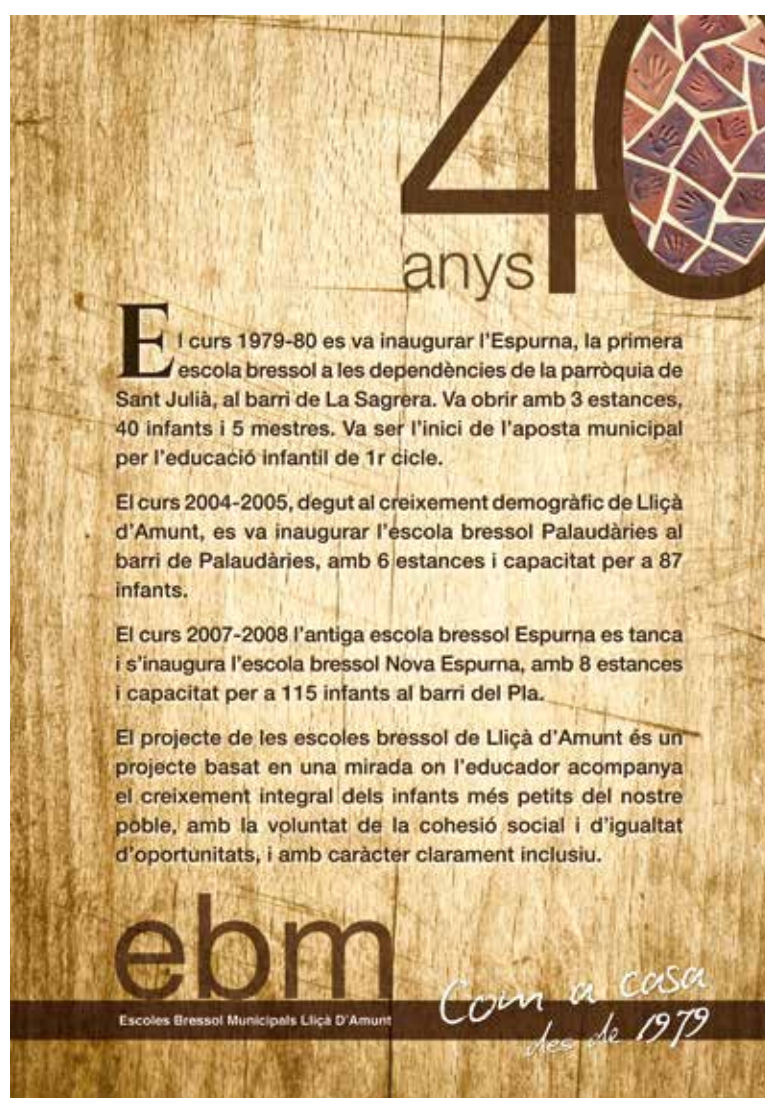 40
anys
El curs 1979-80 es va inaugurar l'Espurna, la primera
escola bressol a les dependències de la parròquia de
Sant Julià, al barri de La Sagrera. Va obrir amb 3 estances,
40 infants i 5 mestres. Va ser l'inici de l'aposta municipal
per l'educació infantil de 1r cicle.
El curs 2004-2005, degut al creixement demogràfic de Lliçà
d'Amunt, es va inaugurar l'escola bressol Palaudàries al
barri de Palaudàries, amb 6 estances i capacitat per a 87
infants.
El curs 2007-2008 l'antiga escola bressol Espurna es tanca
i s'inaugura l'escola bressol Nova Espurna, amb 8 estances
i capacitat per a 115 infants al barri del Pla.
El projecte de les escoles bressol de Lliçà d'Amunt és un
projecte basat en una mirada on l'educador acompanya
el creixement integral dels infants més petits del nostre
poble, amb la voluntat de la cohesió social i d'igualtat
d'oportunitats, i amb caràcter clarament inclusiu.
ebm
Escoles Bressol Municipals Lliçà D'Amunt
Com a casa
des de 1979